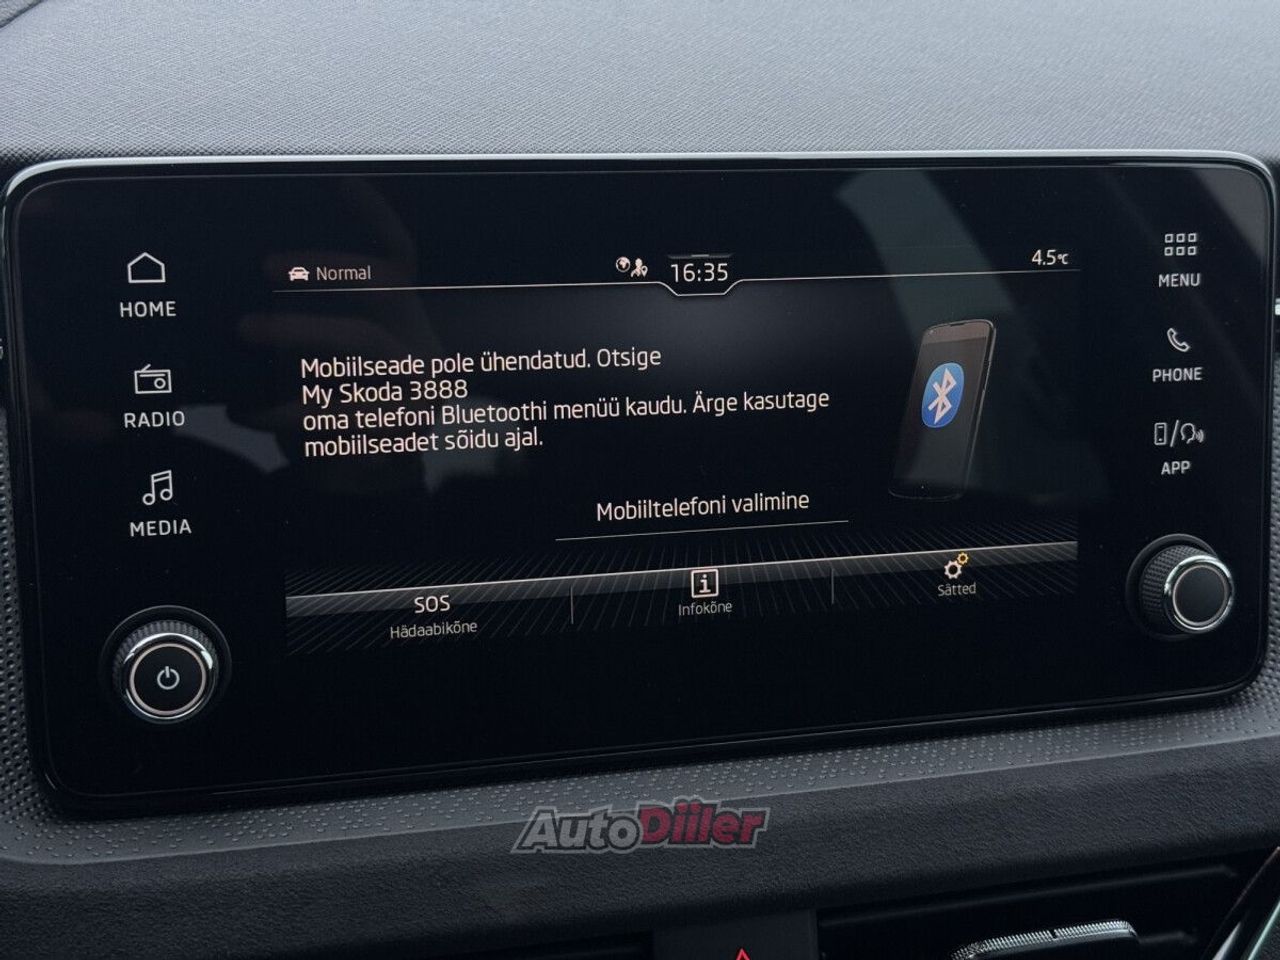 HOME
RADIO
MEDIA
Normal
16:35
4.5°C
Mobiilseade pole ühendatud. Otsige
My Skoda 3888
oma telefoni Bluetoothi menüü kaudu. Ärge kasutage
mobiilseadet sõidu ajal.
Mobiiltelefoni valimine
SOS
Hädaabikõne
i
Infokõne
Sätted
MENU
PHONE
APP
AutoDiiler